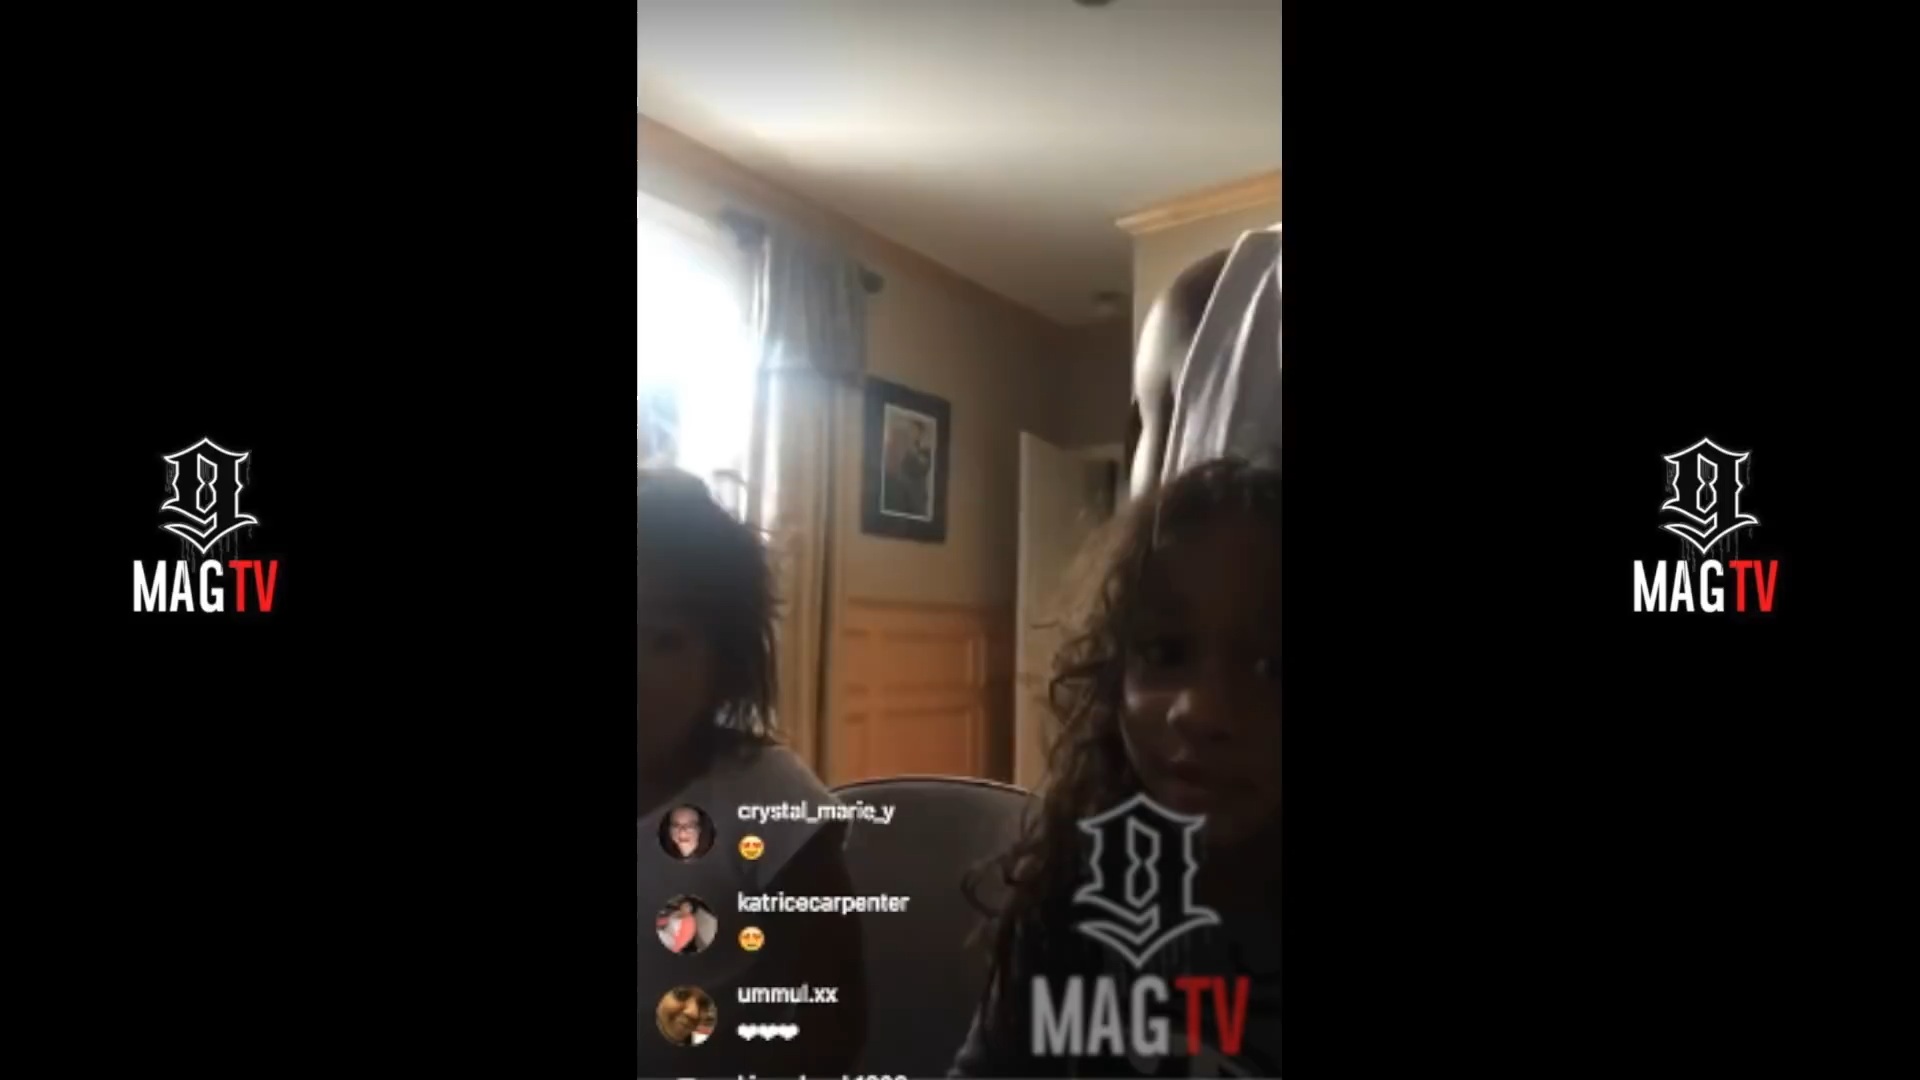 MAGTV
MAGTV
crystal_marie_y
😍
katricecarpenter
😍
ummul.xx
❤❤❤
MAGTV